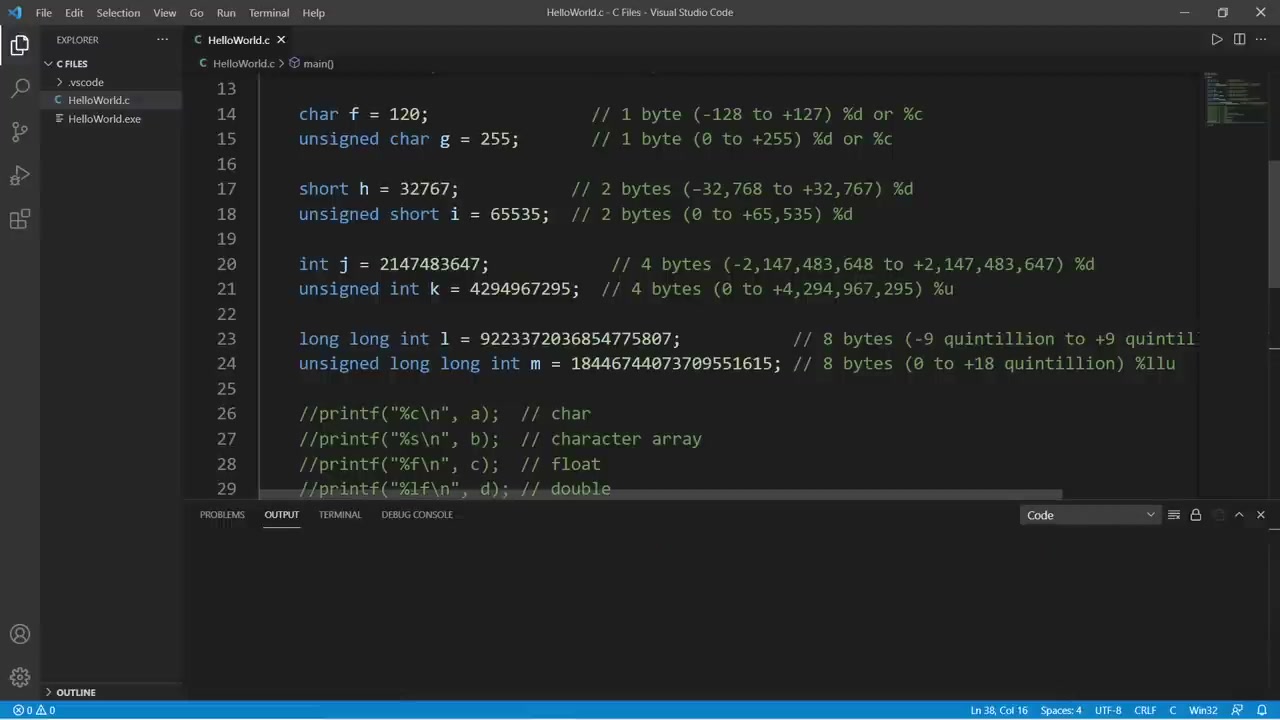 File Edit Selection View Go Run Terminal Help HelloWorld.c - C Files - Visual Studio Code
EXPLORER
HelloWorld.c
C FILES
HelloWorld.c > main()
.vscode
HelloWorld.c
HelloWorld.exe
13
14 char f = 120; // 1 byte (-128 to +127) %d or %c
15 unsigned char g = 255; // 1 byte (0 to +255) %d or %c
16
17 short h = 32767; // 2 bytes (-32,768 to +32,767) %d
18 unsigned short i = 65535; // 2 bytes (0 to +65,535) %d
19
20 int j = 2147483647; // 4 bytes (-2,147,483,648 to +2,147,483,647) %d
21 unsigned int k = 4294967295; // 4 bytes (0 to +4,294,967,295) %u
22
23 long long int l = 9223372036854775807; // 8 bytes (-9 quintillion to +9 quintil
24 unsigned long long int m = 18446744073709551615; // 8 bytes (0 to +18 quintillion) %llu
25
26 //printf("%c\n", a); // char
27 //printf("%s\n", b); // character array
28 //printf("%f\n", c); // float
29 //printf("%lf\n", d); // double
PROBLEMS OUTPUT TERMINAL DEBUG CONSOLE Code
OUTLINE
0 0 Ln 38, Col 16 Spaces: 4 UTF-8 CRLF C Win32